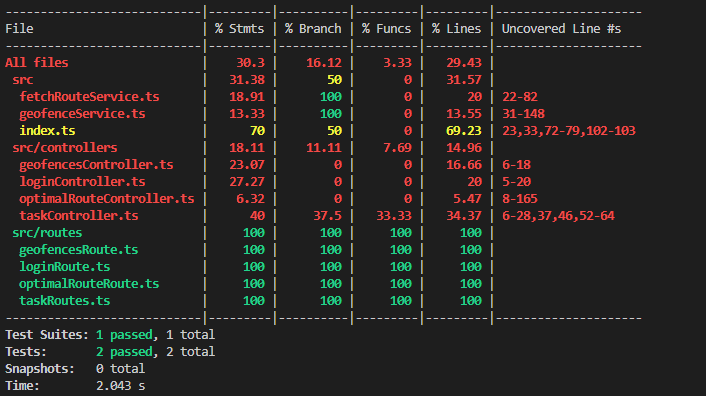 ----------------------------|---------|----------|---------|---------|---------------------
File                        | % Stmts | % Branch | % Funcs | % Lines | Uncovered Line #s
----------------------------|---------|----------|---------|---------|---------------------
All files                   |    30.3 |    16.12 |    3.33 |   29.43 |
 src                        |   31.38 |       50 |       0 |   31.57 |
  fetchRouteService.ts      |   18.91 |      100 |       0 |      20 | 22-82
  geofenceService.ts        |   13.33 |      100 |       0 |   13.55 | 31-148
  index.ts                  |      70 |       50 |       0 |   69.23 | 23,33,72-79,102-103
 src/controllers            |   18.11 |    11.11 |    7.69 |   14.96 |
  geofencesController.ts    |   23.07 |        0 |       0 |   16.66 | 6-18
  loginController.ts        |   27.27 |        0 |       0 |      20 | 5-20
  optimalRouteController.ts |    6.32 |        0 |       0 |    5.47 | 8-165
  taskController.ts         |      40 |     37.5 |   33.33 |   34.37 | 6-28,37,46,52-64
 src/routes                 |     100 |      100 |     100 |     100 |
  geofencesRoute.ts         |     100 |      100 |     100 |     100 |
  loginRoute.ts             |     100 |      100 |     100 |     100 |
  optimalRouteRoute.ts      |     100 |      100 |     100 |     100 |
  taskRoutes.ts             |     100 |      100 |     100 |     100 |
----------------------------|---------|----------|---------|---------|---------------------
Test Suites: 1 passed, 1 total
Tests:       2 passed, 2 total
Snapshots:   0 total
Time:        2.043 s